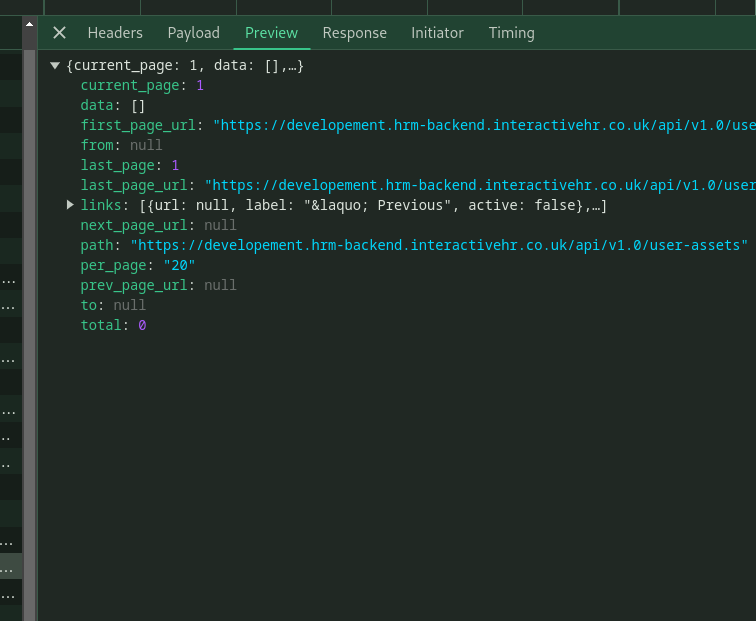 Headers Payload Preview Response Initiator Timing
{current_page: 1, data: [],…}
current_page: 1
data: []
first_page_url: "https://developement.hrm-backend.interactivehr.co.uk/api/v1.0/use
from: null
last_page: 1
last_page_url: "https://developement.hrm-backend.interactivehr.co.uk/api/v1.0/user
links: [{url: null, label: "&laquo; Previous", active: false},…]
next_page_url: null
path: "https://developement.hrm-backend.interactivehr.co.uk/api/v1.0/user-assets"
per_page: "20"
prev_page_url: null
to: null
total: 0